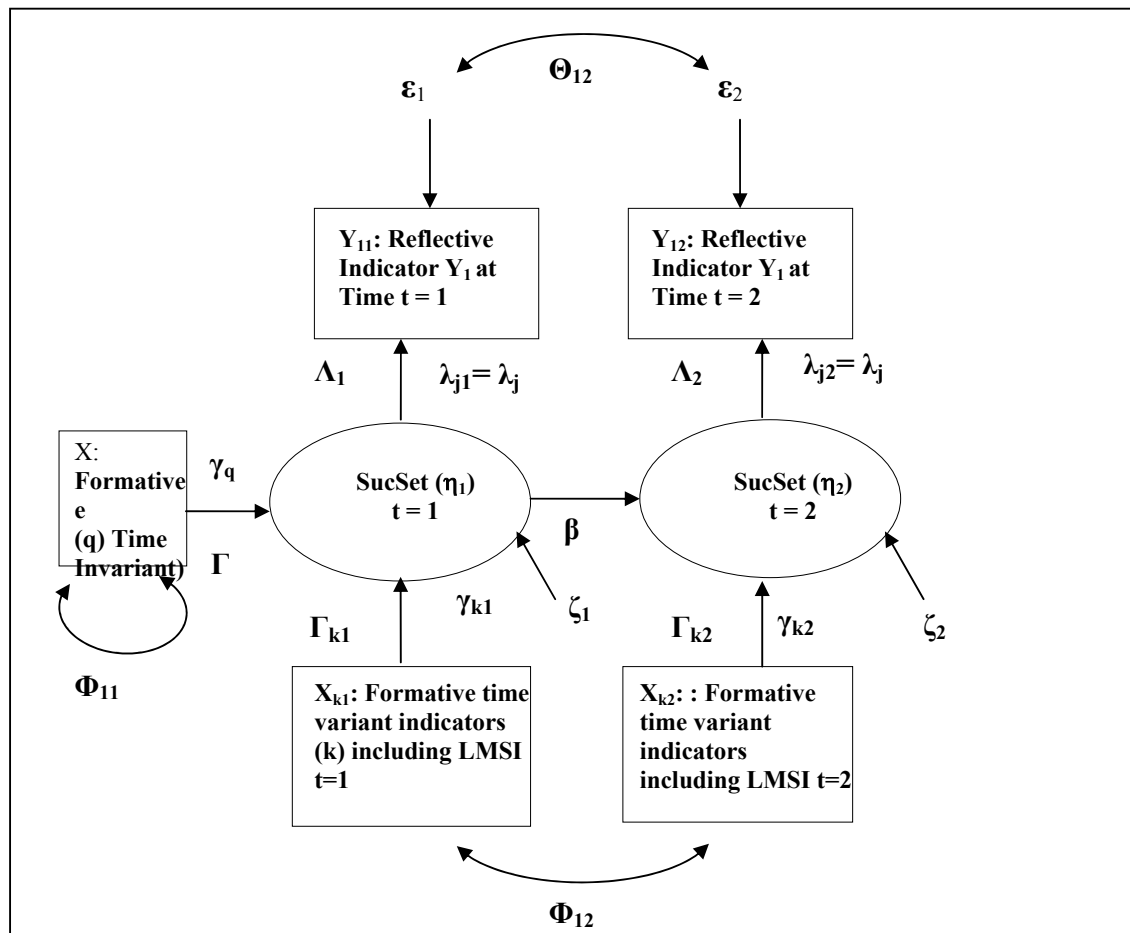 Θ12
ε1
ε2
Y11: Reflective
Indicator Y1 at
Time t = 1
Y12: Reflective
Indicator Y1 at
Time t = 2
Λ1
λj1= λj
Λ2
λj2= λj
X:
Formative
e
(q) Time
Invariant)
γq
Γ
SucSet (η1)
t = 1
β
SucSet (η2)
t = 2
Φ11
Γk1
γk1
ζ1
Γk2
γk2
ζ2
Xk1: Formative time
variant indicators
(k) including LMSI
t=1
Xk2: : Formative
time variant
indicators
including LMSI t=2
Φ12